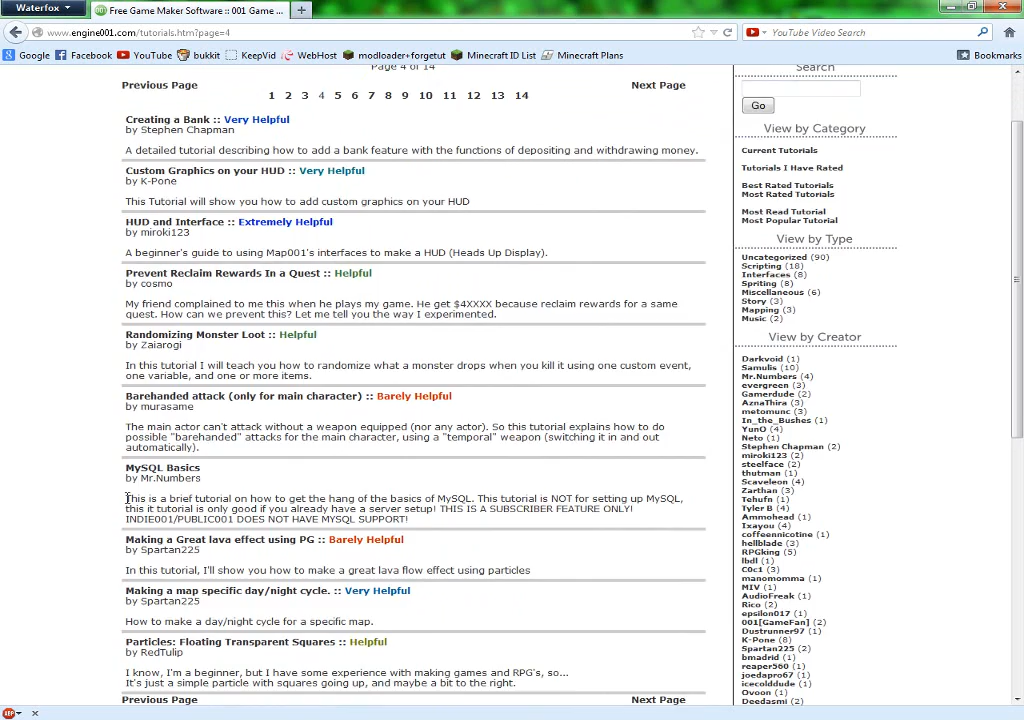 Waterfox
Free Game Maker Software :: 001 Game ...
www.engine001.com/tutorials.htm?page=4
YouTube Video Search
Google
Facebook
YouTube
bukkit
KeepVid
WebHost
modloader+forgetut
Minecraft ID List
Minecraft Plans
Bookmarks
Page 4 of 14
Previous Page
Next Page
1 2 3 4 5 6 7 8 9 10 11 12 13 14
Creating a Bank :: Very Helpful
by Stephen Chapman
A detailed tutorial describing how to add a bank feature with the functions of depositing and withdrawing money.
Custom Graphics on your HUD :: Very Helpful
by K-Pone
This Tutorial will show you how to add custom graphics on your HUD
HUD and Interface :: Extremely Helpful
by miroki123
A beginner's guide to using Map001's interfaces to make a HUD (Heads Up Display).
Prevent Reclaim Rewards In a Quest :: Helpful
by cosmo
My friend complained to me this when he plays my game. He get $4XXXX because reclaim rewards for a same
quest. How can we prevent this? Let me tell you the way I experimented.
Randomizing Monster Loot :: Helpful
by Zaiarogi
In this tutorial I will teach you how to randomize what a monster drops when you kill it using one custom event,
one variable, and one or more items.
Barehanded attack (only for main character) :: Barely Helpful
by murasame
The main actor can't attack without a weapon equipped (nor any actor). So this tutorial explains how to do
possible "barehanded" attacks for the main character, using a "temporal" weapon (switching it in and out
automatically).
MySQL Basics
by Mr.Numbers
This is a brief tutorial on how to get the hang of the basics of MySQL. This tutorial is NOT for setting up MySQL,
this it tutorial is only good if you already have a server setup! THIS IS A SUBSCRIBER FEATURE ONLY!
INDIE001/PUBLIC001 DOES NOT HAVE MYSQL SUPPORT!
Making a Great lava effect using PG :: Barely Helpful
by Spartan225
In this tutorial, I'll show you how to make a great lava flow effect using particles
Making a map specific day/night cycle. :: Very Helpful
by Spartan225
How to make a day/night cycle for a specific map.
Particles: Floating Transparent Squares :: Helpful
by RedTulip
I know, I'm a beginner, but I have some experience with making games and RPG's, so...
It's just a simple particle with squares going up, and maybe a bit to the right.
Previous Page
Next Page
Search
Go
View by Category
Current Tutorials
Tutorials I Have Rated
Best Rated Tutorials
Most Rated Tutorials
Most Read Tutorial
Most Popular Tutorial
View by Type
Uncategorized (90)
Scripting (18)
Interfaces (8)
Spriting (8)
Miscellaneous (6)
Story (3)
Mapping (3)
Music (2)
View by Creator
Darkvoid (1)
Samulis (10)
Mr.Numbers (4)
evergreen (3)
Gamerdude (2)
AznaThira (3)
metomunc (3)
In_the_Bushes (1)
YunO (4)
Neto (1)
Stephen Chapman (2)
miroki123 (2)
steelface (2)
thutman (1)
Scaveleon (4)
Zarthan (3)
Tehufn (1)
Tyler B (4)
Ammohead (1)
Ixayou (4)
coffeennicotine (1)
hellblade (3)
RPGking (5)
lbdl (1)
C0c1 (3)
manomomma (1)
MIV (1)
AudioFreak (1)
Rico (2)
epsilon017 (1)
001[GameFan] (2)
Dustrunner97 (1)
K-Pone (8)
Spartan225 (2)
bmadrid (1)
reaper560 (1)
joedapro67 (1)
icecolddude (1)
Ovoon (1)
Deedasmi (2)
ABP